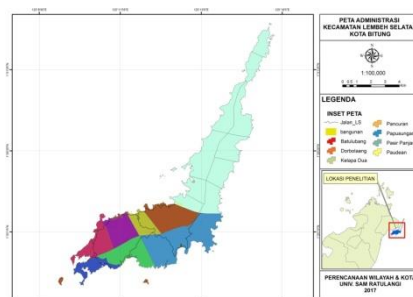 PETA ADMINISTRASI
KECAMATAN LEMBEH SELATAN
KOTA BITUNG
1:100,000
LEGENDA
INSET PETA
Jalan_LS
bangunan
Batulubang
Dorbolaang
Kelapa Dua
Pancuran
Papusungan
Pasir Panjang
Paudean
LOKASI PENELITIAN
PERENCANAAN WILAYAH & KOTA
UNIV. SAM RATULANGI
2017